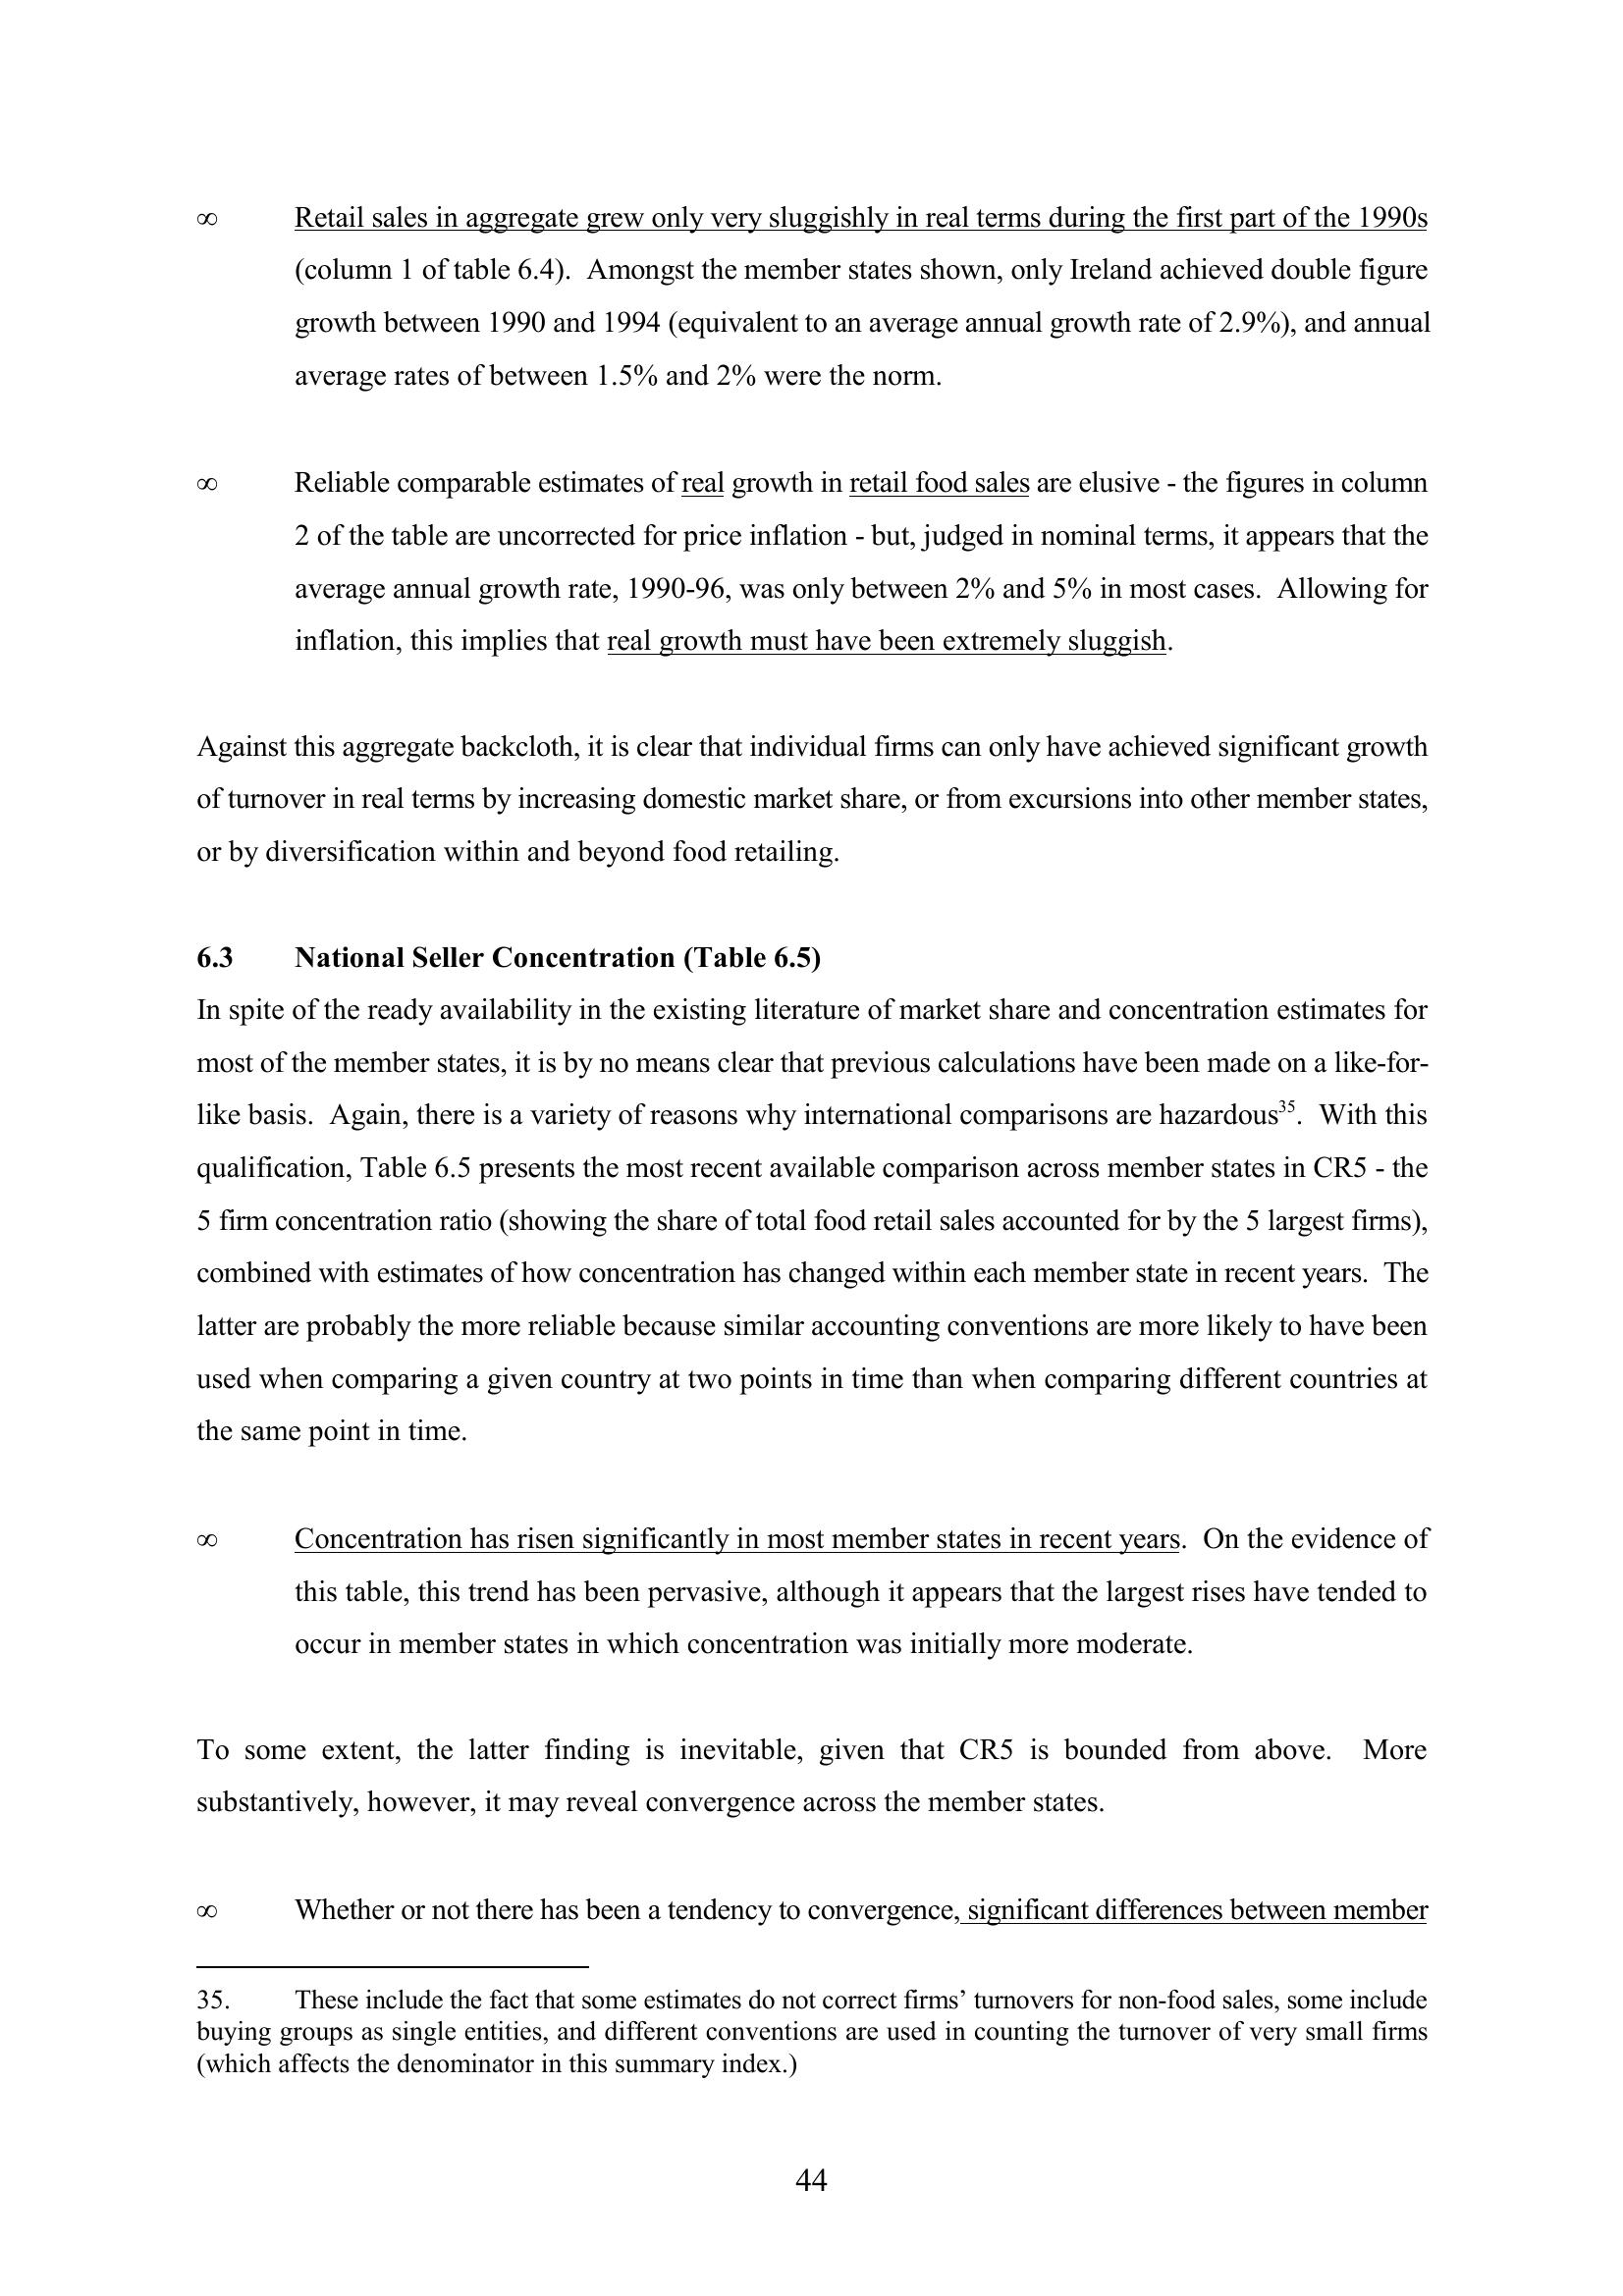 ∞ Retail sales in aggregate grew only very sluggishly in real terms during the first part of the 1990s
(column 1 of table 6.4). Amongst the member states shown, only Ireland achieved double figure
growth between 1990 and 1994 (equivalent to an average annual growth rate of 2.9%), and annual
average rates of between 1.5% and 2% were the norm.
∞ Reliable comparable estimates of real growth in retail food sales are elusive - the figures in column
2 of the table are uncorrected for price inflation - but, judged in nominal terms, it appears that the
average annual growth rate, 1990-96, was only between 2% and 5% in most cases. Allowing for
inflation, this implies that real growth must have been extremely sluggish.
Against this aggregate backcloth, it is clear that individual firms can only have achieved significant growth
of turnover in real terms by increasing domestic market share, or from excursions into other member states,
or by diversification within and beyond food retailing.
6.3 National Seller Concentration (Table 6.5)
In spite of the ready availability in the existing literature of market share and concentration estimates for
most of the member states, it is by no means clear that previous calculations have been made on a like-for-
like basis. Again, there is a variety of reasons why international comparisons are hazardous35. With this
qualification, Table 6.5 presents the most recent available comparison across member states in CR5 - the
5 firm concentration ratio (showing the share of total food retail sales accounted for by the 5 largest firms),
combined with estimates of how concentration has changed within each member state in recent years. The
latter are probably the more reliable because similar accounting conventions are more likely to have been
used when comparing a given country at two points in time than when comparing different countries at
the same point in time.
∞ Concentration has risen significantly in most member states in recent years. On the evidence of
this table, this trend has been pervasive, although it appears that the largest rises have tended to
occur in member states in which concentration was initially more moderate.
To some extent, the latter finding is inevitable, given that CR5 is bounded from above. More
substantively, however, it may reveal convergence across the member states.
∞ Whether or not there has been a tendency to convergence, significant differences between member
35. These include the fact that some estimates do not correct firms’ turnovers for non-food sales, some include
buying groups as single entities, and different conventions are used in counting the turnover of very small firms
(which affects the denominator in this summary index.)
44